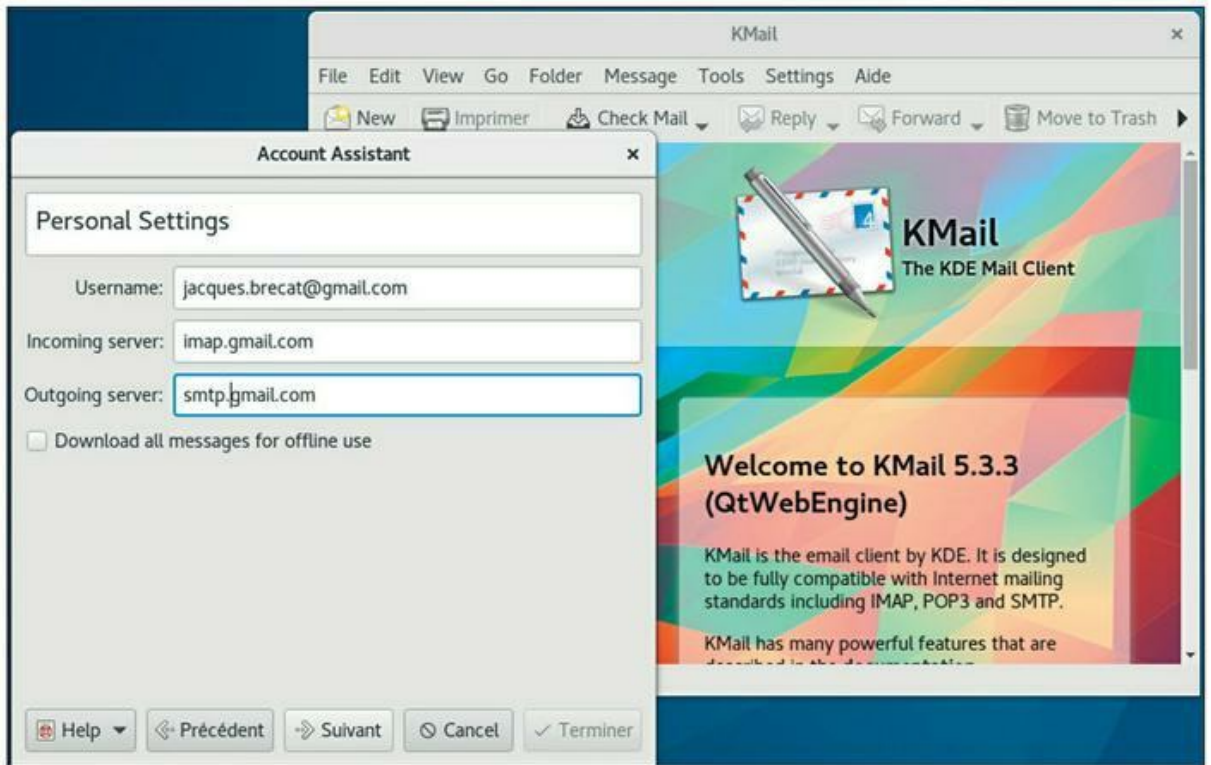 KMail
File Edit View Go Folder Message Tools Settings Aide
New Imprimer Check Mail Reply Forward Move to Trash
Account Assistant
Personal Settings
Username: jacques.brecat@gmail.com
Incoming server: imap.gmail.com
Outgoing server: smtp.gmail.com
Download all messages for offline use
Help Précédent Suivant Cancel Terminer
KMail
The KDE Mail Client
Welcome to KMail 5.3.3
(QtWebEngine)
KMail is the email client by KDE. It is designed
to be fully compatible with Internet mailing
standards including IMAP, POP3 and SMTP.
KMail has many powerful features that are
described in the documentation